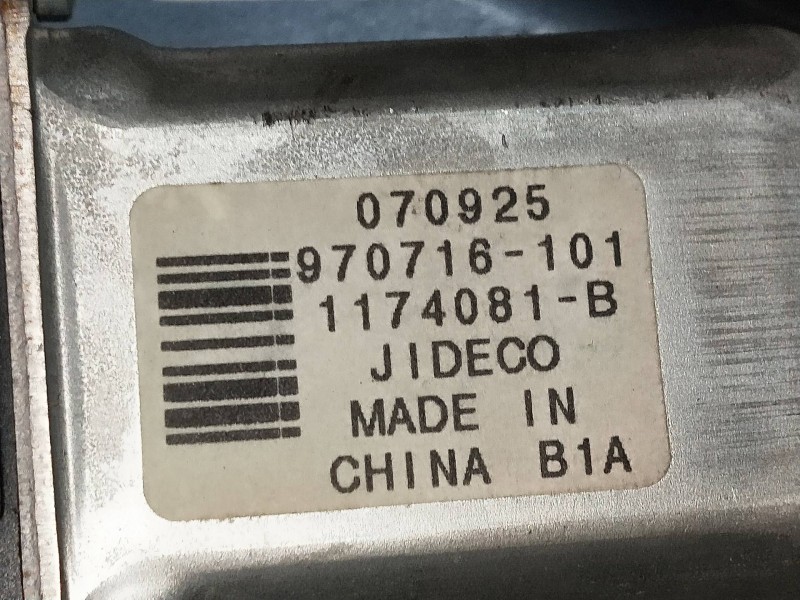 070925
970716-101
1174081-B
JIDECO
MADE IN
CHINA B1A